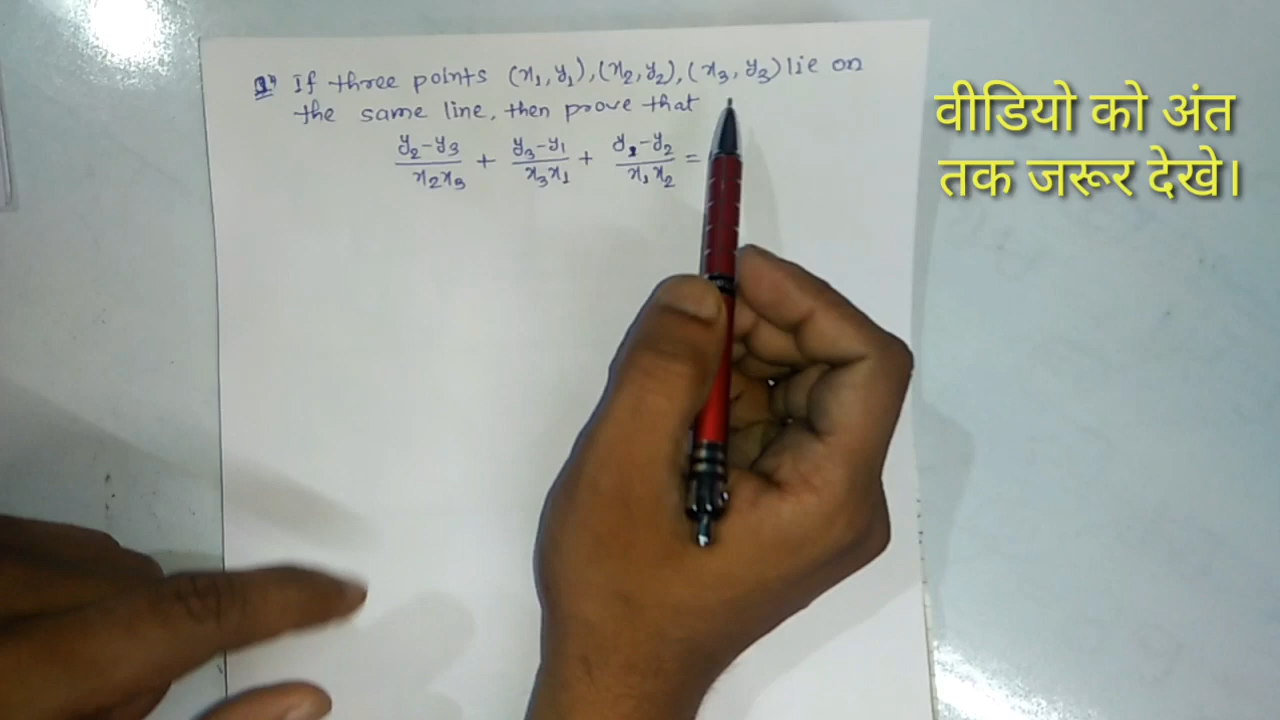 Q" If three points (x₁, y₁), (x₂, y₂), (x₃, y₃) lie on
the same line, then prove that
y₂-y₃/x₂x₃ + y₃-y₁/x₃x₁ + y₁-y₂/x₁x₂ =
वीडियो को अंत
तक जरूर देखे।